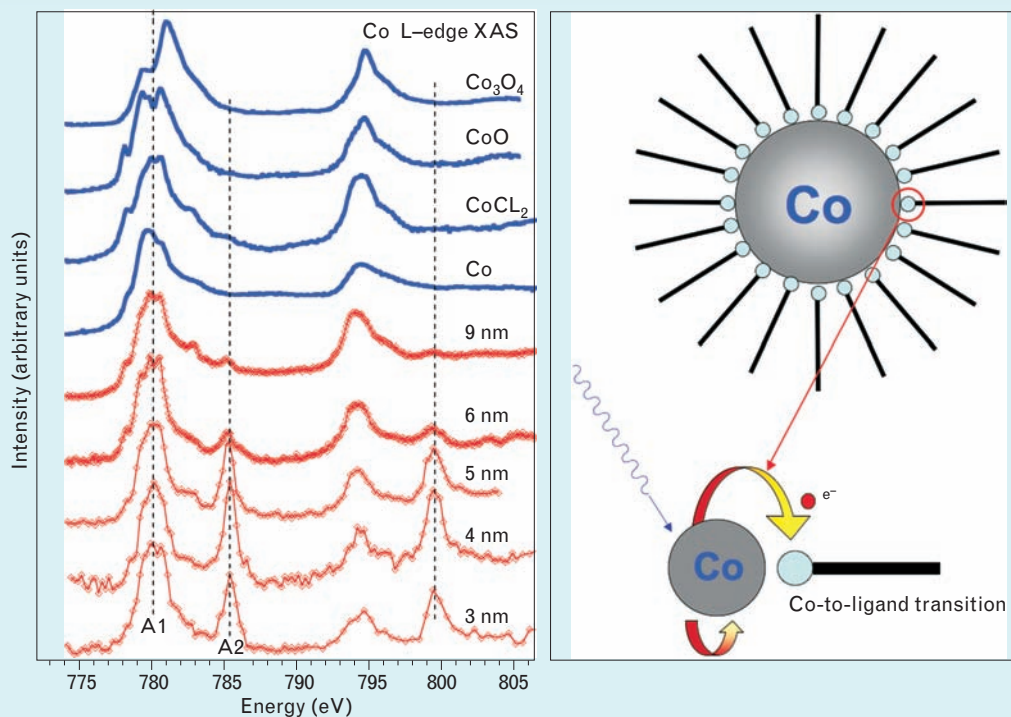 Co L–edge XAS
Co₃O₄
CoO
CoCL₂
Co
9 nm
6 nm
5 nm
4 nm
3 nm
A1
A2
Intensity (arbitrary units)
775 780 785 790 795 800 805
Energy (eV)
Co
e⁻
Co
Co-to-ligand transition